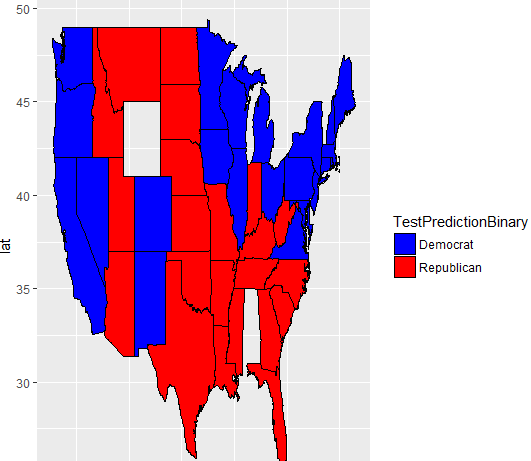 50
45
40
35
30
lat
TestPredictionBinary
Democrat
Republican